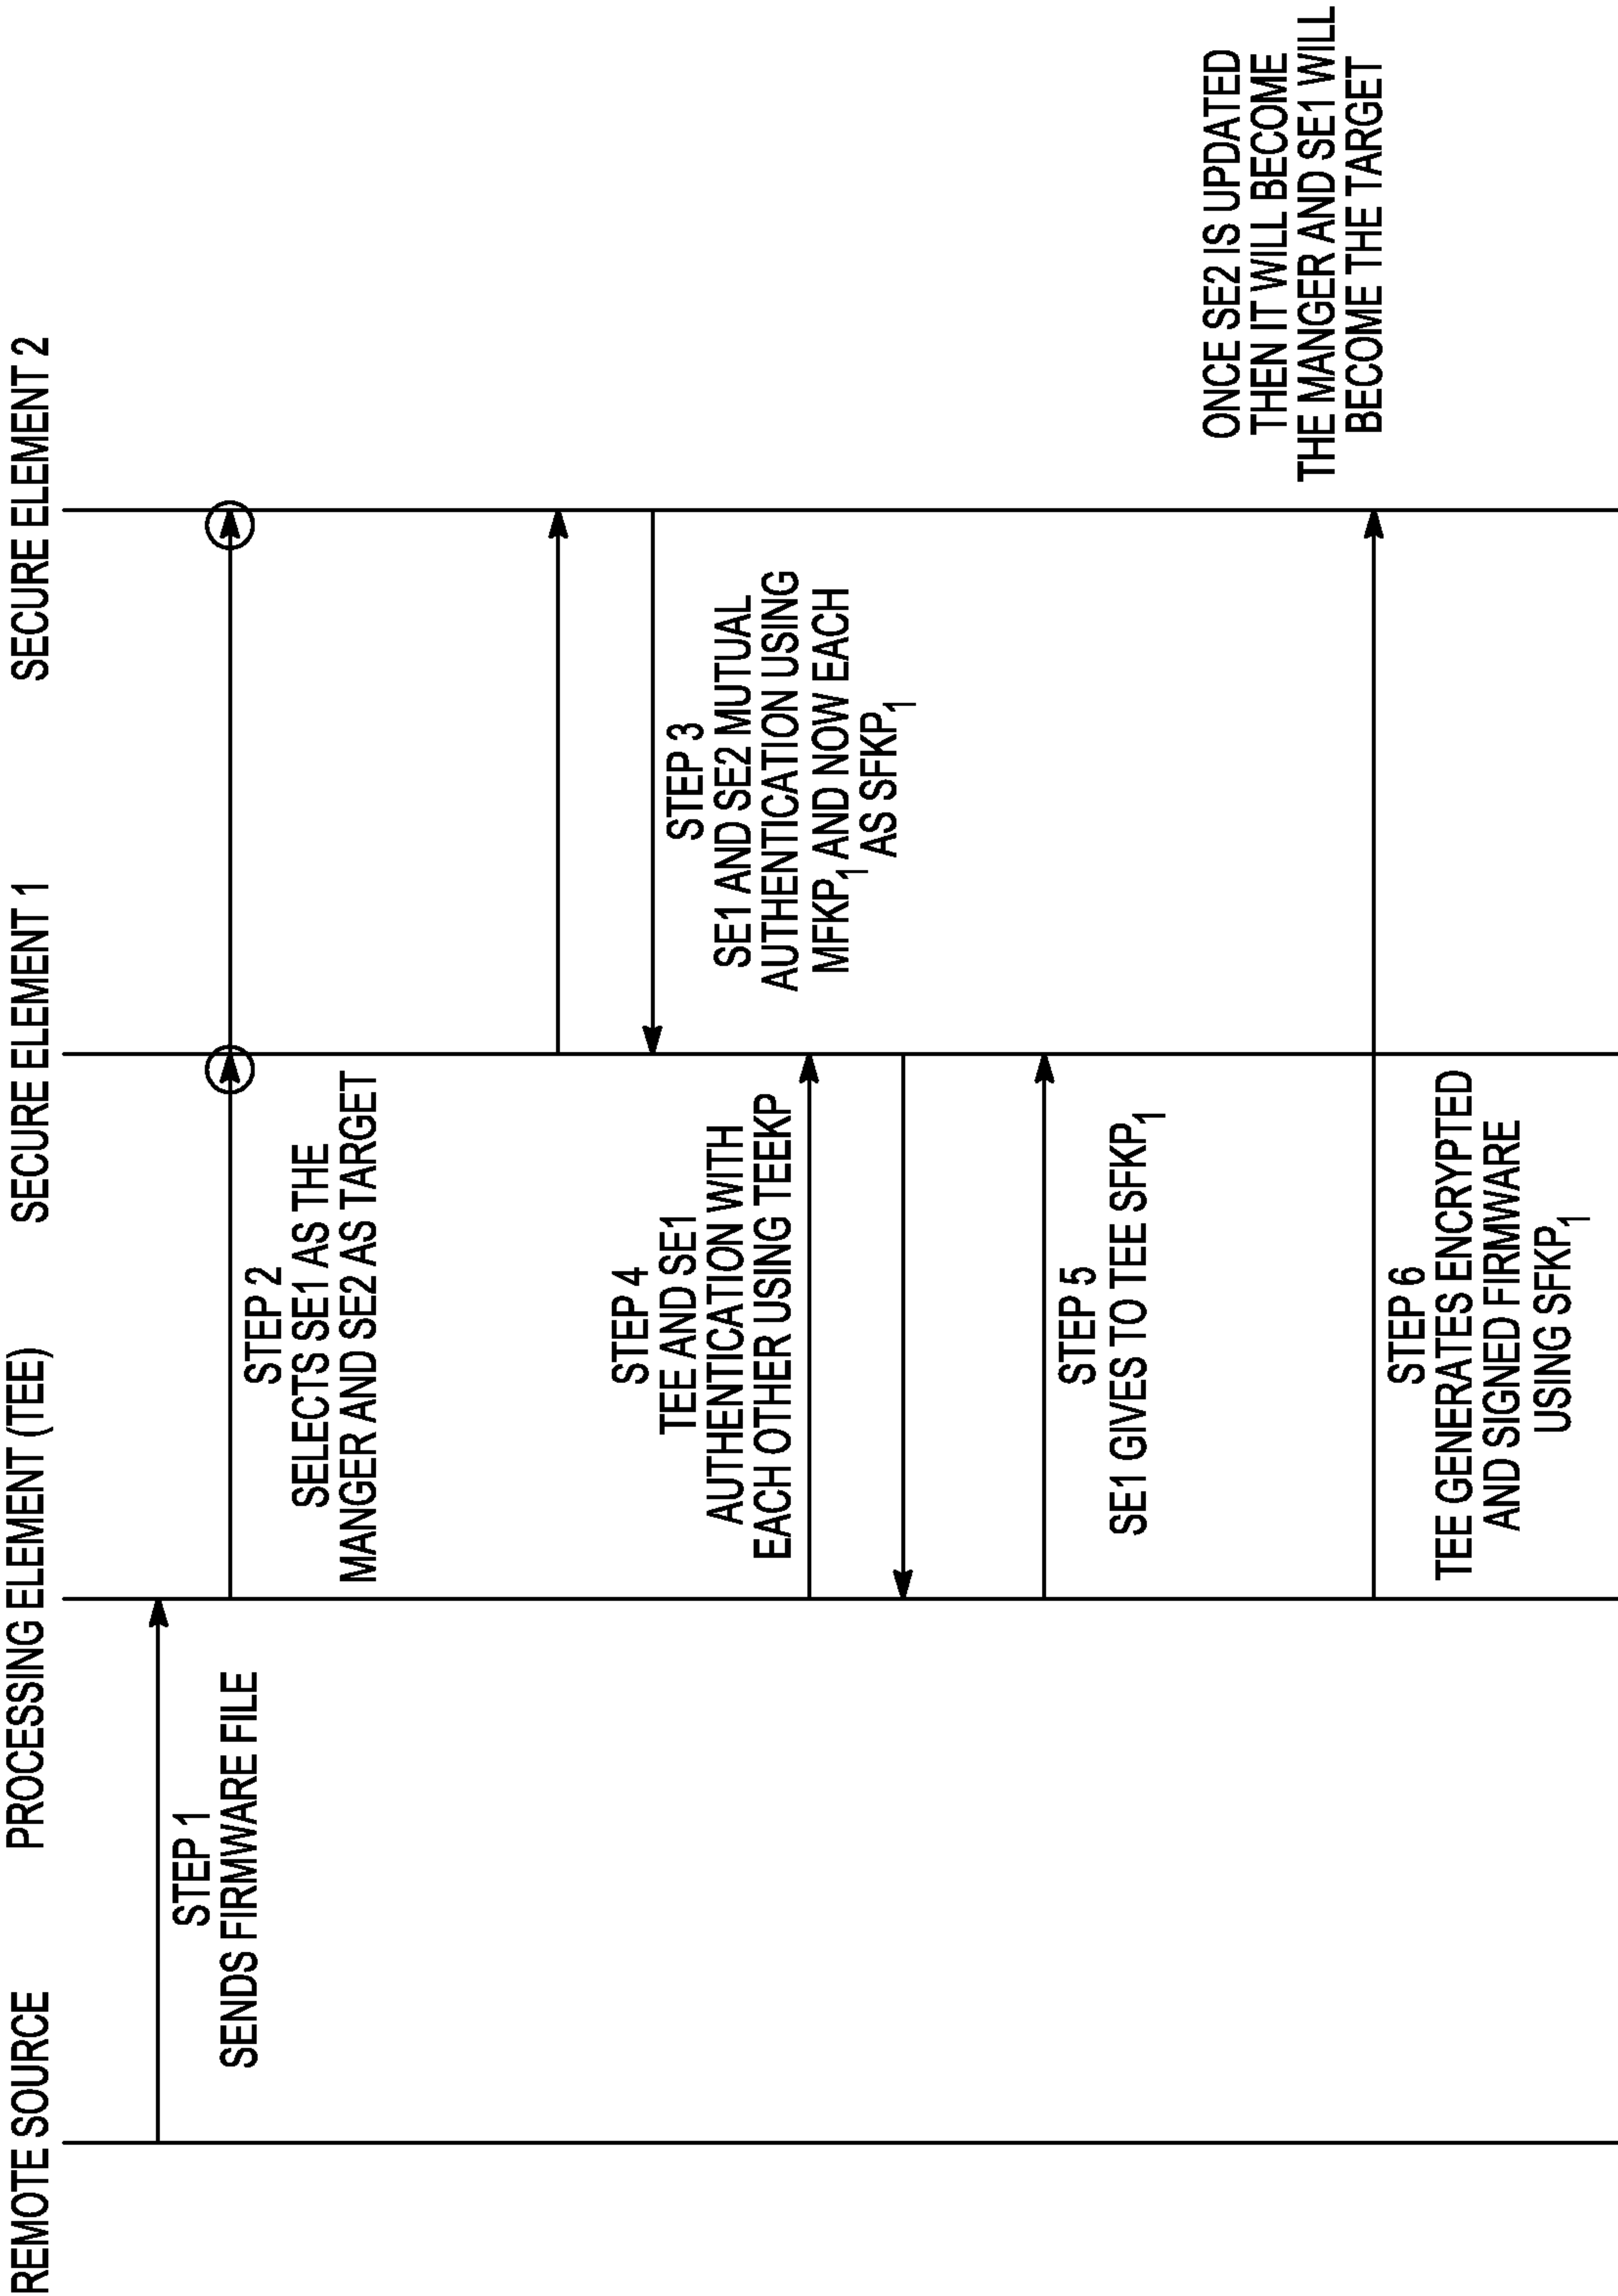 REMOTE SOURCE
PROCESSING ELEMENT (TEE)
SECURE ELEMENT 1
SECURE ELEMENT 2
STEP 1
SENDS FIRMWARE FILE
STEP 2
SELECTS SE1 AS THE
MANGER AND SE2 AS TARGET
STEP 3
SE1 AND SE2 MUTUAL
AUTHENTICATION USING
MFKP1 AND NOW EACH
AS SFKP1
STEP 4
TEE AND SE1
AUTHENTICATION WITH
EACH OTHER USING TEEKP
STEP 5
SE1 GIVES TO TEE SFKP1
STEP 6
TEE GENERATES ENCRYPTED
AND SIGNED FIRMWARE
USING SFKP1
ONCE SE2 IS UPDATED
THEN IT WILL BECOME
THE MANGER AND SE1 WILL
BECOME THE TARGET